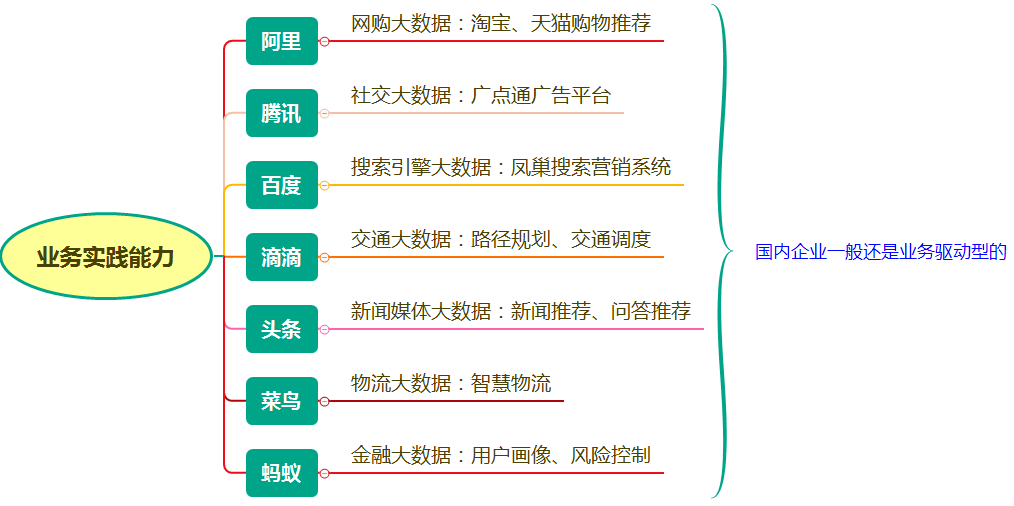 业务实践能力
阿里
网购大数据：淘宝、天猫购物推荐
腾讯
社交大数据：广点通广告平台
百度
搜索引擎大数据：凤巢搜索营销系统
滴滴
交通大数据：路径规划、交通调度
头条
新闻媒体大数据：新闻推荐、问答推荐
菜鸟
物流大数据：智慧物流
蚂蚁
金融大数据：用户画像、风险控制
国内企业一般还是业务驱动型的